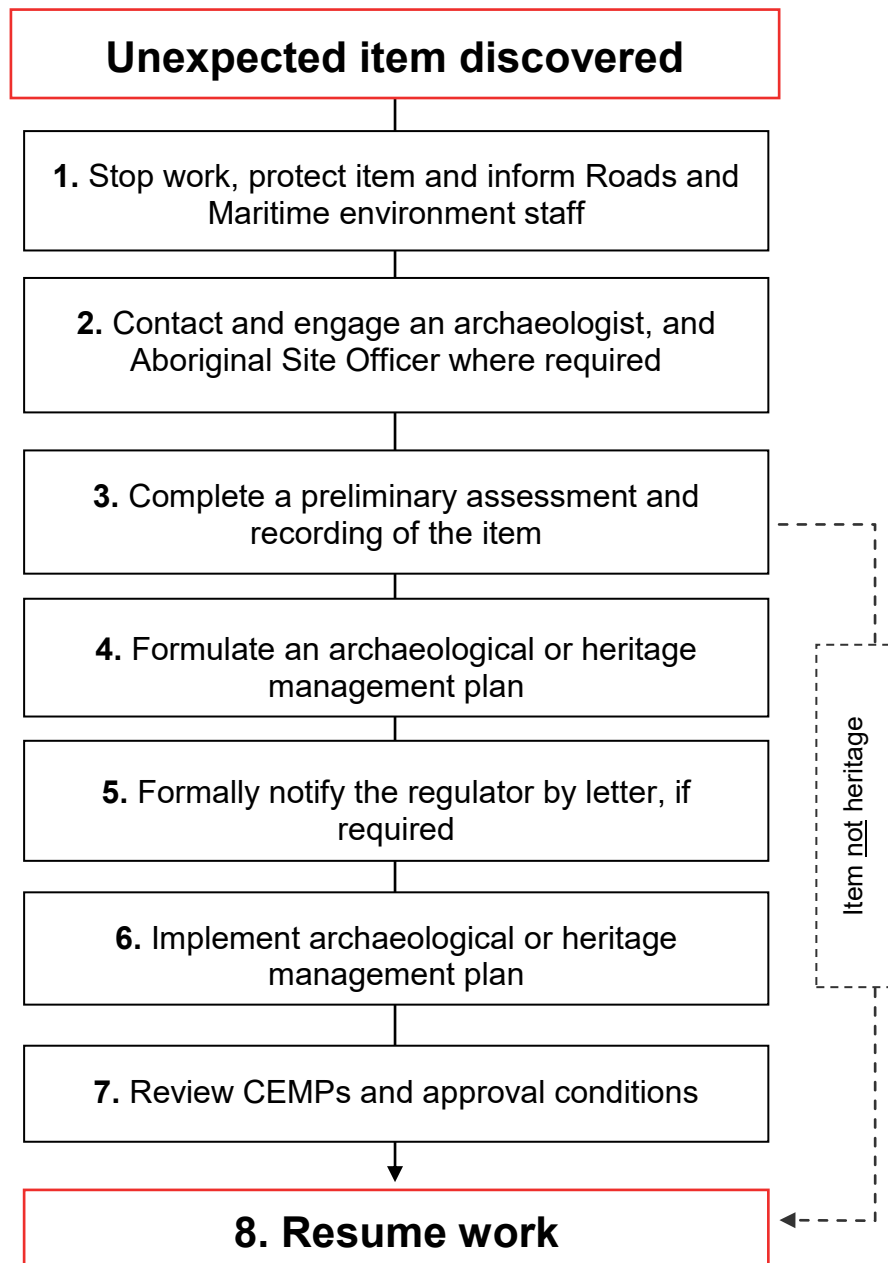 Unexpected item discovered
1. Stop work, protect item and inform Roads and
Maritime environment staff
2. Contact and engage an archaeologist, and
Aboriginal Site Officer where required
3. Complete a preliminary assessment and
recording of the item
4. Formulate an archaeological or heritage
management plan
5. Formally notify the regulator by letter, if
required
6. Implement archaeological or heritage
management plan
7. Review CEMPs and approval conditions
8. Resume work
Item not heritage